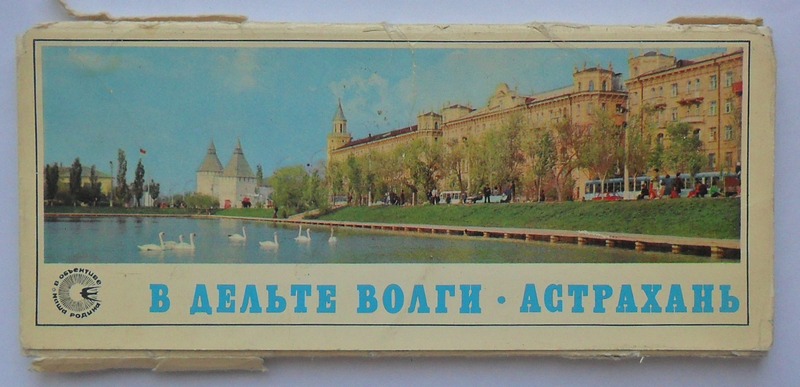 В ОБЪЕКТИВЕ
НАША РОДИНА
В ДЕЛЬТЕ ВОЛГИ · АСТРАХАНЬ